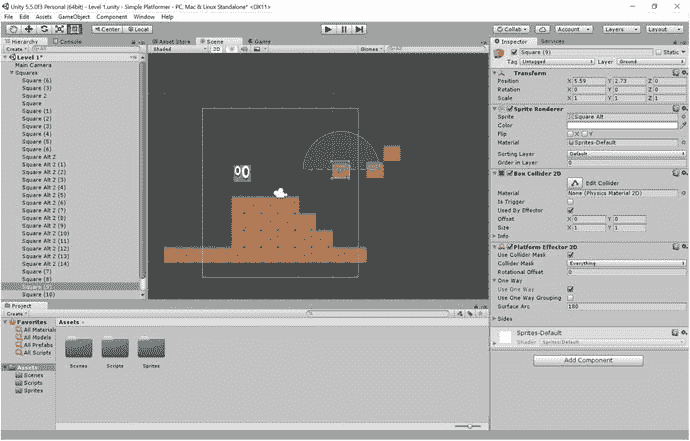 Unity 5.5.0f3 Personal (64bit) - Level 1.unity - Simple Platformer - PC, Mac & Linux Standalone* <DX11>
File Edit Assets GameObject Component Window Help
Center Local
Collab Account Layers Layout
Hierarchy Console
Create All
Level 1*
Main Camera
Squares
Square (6)
Square (3)
Square 2
Square
Square (1)
Square (2)
Square (3)
Square (4)
Square (5)
Square (6)
Square Alt 2
Square Alt 2 (1)
Square Alt 2 (2)
Square Alt 2 (3)
Square Alt 2 (4)
Square Alt 2 (5)
Square Alt 2 (6)
Square Alt 2 (7)
Square Alt 2 (8)
Square Alt 2 (9)
Square Alt 2 (10)
Square Alt 2 (11)
Square Alt 2 (12)
Square Alt 2 (13)
Square Alt 2 (14)
Square (7)
Square (8)
Square (9)
Square (10)
Asset Store Scene Game
Shaded 2D Gizmos All
Inspector Services
Square (9) Static
Tag Untagged Layer Ground
Transform
Position X 5.59 Y 2.73 Z 0
Rotation X 0 Y 0 Z 0
Scale X 1 Y 1 Z 1
Sprite Renderer
Sprite Square Alt
Color
Flip X Y
Material Sprites-Default
Sorting Layer Default
Order in Layer 0
Box Collider 2D
Edit Collider
Material None (Physics Material 2D)
Is Trigger
Used By Effector
Offset X 0 Y 0
Size X 1 Y 1
Info
Platform Effector 2D
Use Collider Mask
Collider Mask Everything
Rotational Offset 0
One Way
Use One Way
Use One Way Grouping
Surface Arc 180
Sides
Sprites-Default
Shader Sprites/Default
Add Component
Project
Create
Favorites
All Materials
All Models
All Prefabs
All Scripts
Assets
Scenes
Scripts
Sprites
Assets
Scenes Scripts Sprites